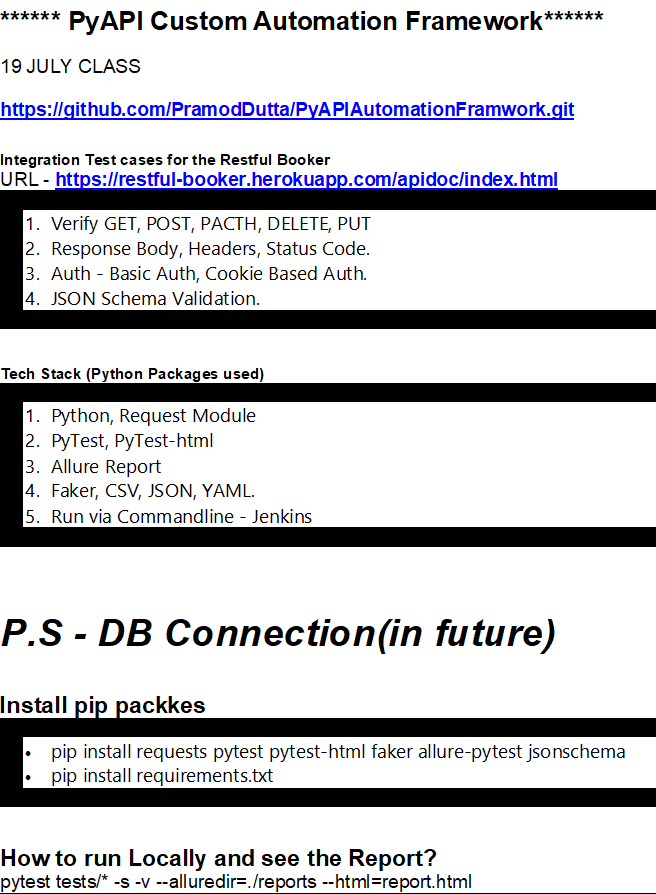 ****** PyAPI Custom Automation Framework******
19 JULY CLASS
https://github.com/PramodDutta/PyAPIAutomationFramwork.git
Integration Test cases for the Restful Booker
URL - https://restful-booker.herokuapp.com/apidoc/index.html
1. Verify GET, POST, PACTH, DELETE, PUT
2. Response Body, Headers, Status Code.
3. Auth - Basic Auth, Cookie Based Auth.
4. JSON Schema Validation.
Tech Stack (Python Packages used)
1. Python, Request Module
2. PyTest, PyTest-html
3. Allure Report
4. Faker, CSV, JSON, YAML.
5. Run via Commandline - Jenkins
P.S - DB Connection(in future)
Install pip packkes
• pip install requests pytest pytest-html faker allure-pytest jsonschema
• pip install requirements.txt
How to run Locally and see the Report?
pytest tests/* -s -v --alluredir=./reports --html=report.html